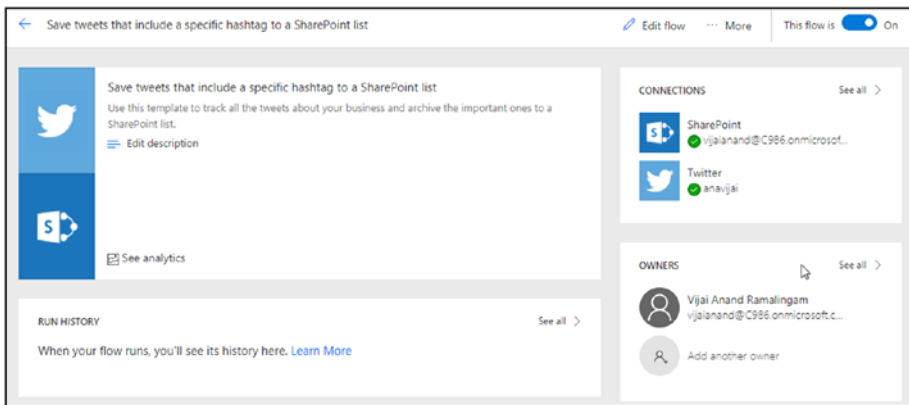 Save tweets that include a specific hashtag to a SharePoint list
Edit flow
··· More
This flow is On
Save tweets that include a specific hashtag to a SharePoint list
Use this template to track all the tweets about your business and archive the important ones to a
SharePoint list.
Edit description
See analytics
RUN HISTORY
See all
When your flow runs, you'll see its history here. Learn More
CONNECTIONS
See all
SharePoint
vijaianand@C986.onmicrosof...
Twitter
anavijai
OWNERS
See all
Vijai Anand Ramalingam
vijaianand@C986.onmicrosoft.c...
Add another owner